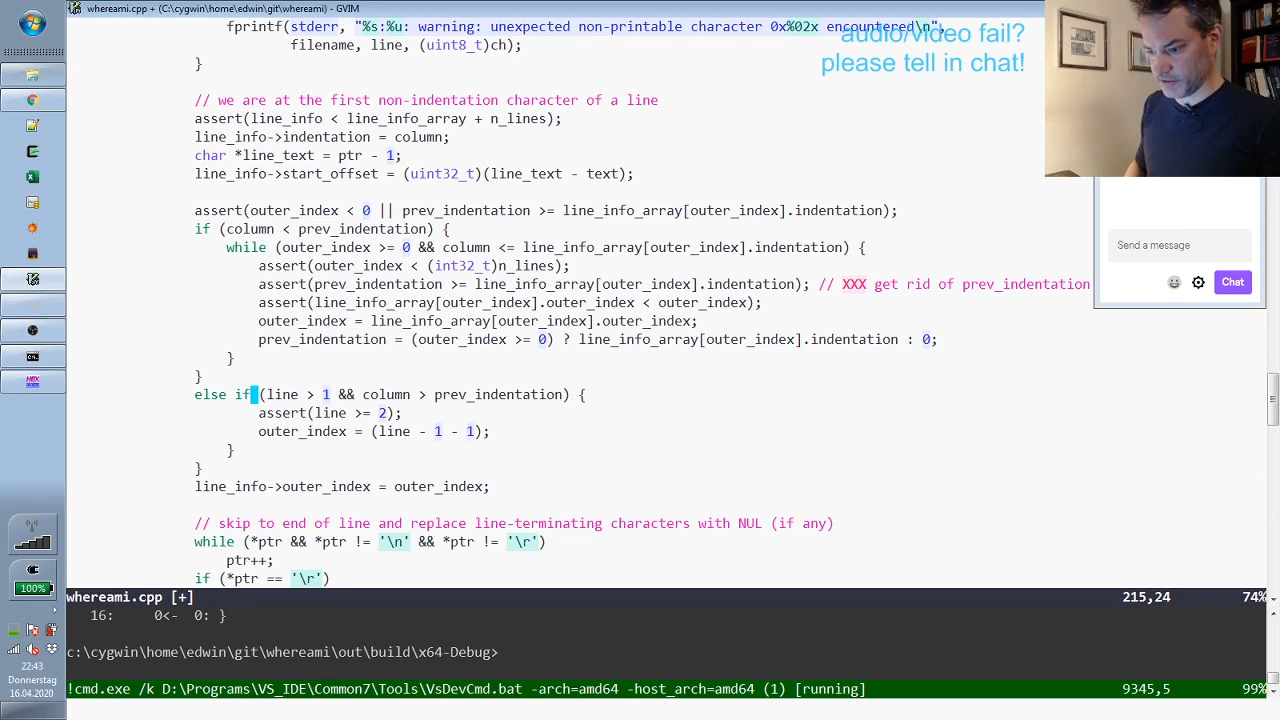 whereami.cpp + (C:\cygwin\home\edwin\git\whereami) - GVIM
fprintf(stderr, "%s:%u: warning: unexpected non-printable character 0x%02x encountered\n",
filename, line, (uint8_t)ch);
}
audio/video fail?
please tell in chat!
// we are at the first non-indentation character of a line
assert(line_info < line_info_array + n_lines);
line_info->indentation = column;
char *line_text = ptr - 1;
line_info->start_offset = (uint32_t)(line_text - text);
assert(outer_index < 0 || prev_indentation >= line_info_array[outer_index].indentation);
if (column < prev_indentation) {
while (outer_index >= 0 && column <= line_info_array[outer_index].indentation) {
assert(outer_index < (int32_t)n_lines);
assert(prev_indentation >= line_info_array[outer_index].indentation); // XXX get rid of prev_indentation
assert(line_info_array[outer_index].outer_index < outer_index);
outer_index = line_info_array[outer_index].outer_index;
prev_indentation = (outer_index >= 0) ? line_info_array[outer_index].indentation : 0;
}
}
else if (line > 1 && column > prev_indentation) {
assert(line >= 2);
outer_index = (line - 1 - 1);
}
}
line_info->outer_index = outer_index;
// skip to end of line and replace line-terminating characters with NUL (if any)
while (*ptr && *ptr != '\n' && *ptr != '\r')
ptr++;
if (*ptr == '\r')
whereami.cpp [+] 215,24 74%
16: 0<- 0: }
c:\cygwin\home\edwin\git\whereami\out\build\x64-Debug>
!cmd.exe /k D:\Programs\VS_IDE\Common7\Tools\VsDevCmd.bat -arch=amd64 -host_arch=amd64 (1) [running] 9345,5 99%
Send a message
Chat
HEX
100%
22:43
Donnerstag
16.04.2020